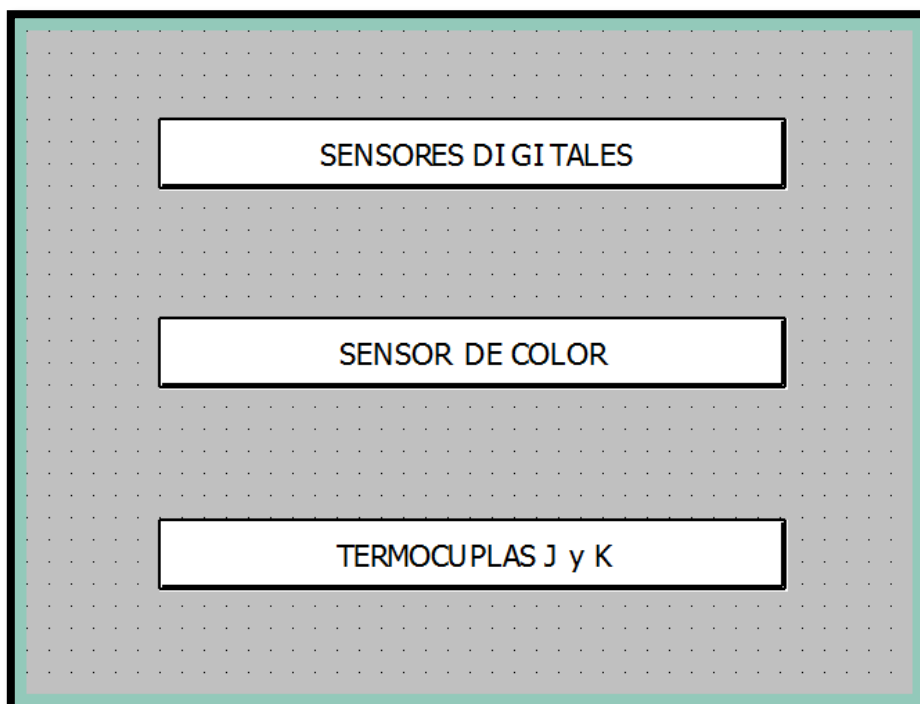 SENSORES DIGITALES
SENSOR DE COLOR
TERMOCUPLAS J y K